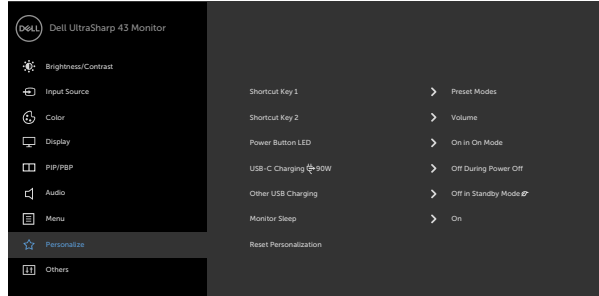 DELL Dell UltraSharp 43 Monitor
Brightness/Contrast
Input Source
Color
Display
PIP/PBP
Audio
Menu
Personalize
Others
Shortcut Key 1 Preset Modes
Shortcut Key 2 Volume
Power Button LED On in On Mode
USB-C Charging 90W Off During Power Off
Other USB Charging Off in Standby Mode
Monitor Sleep On
Reset Personalization